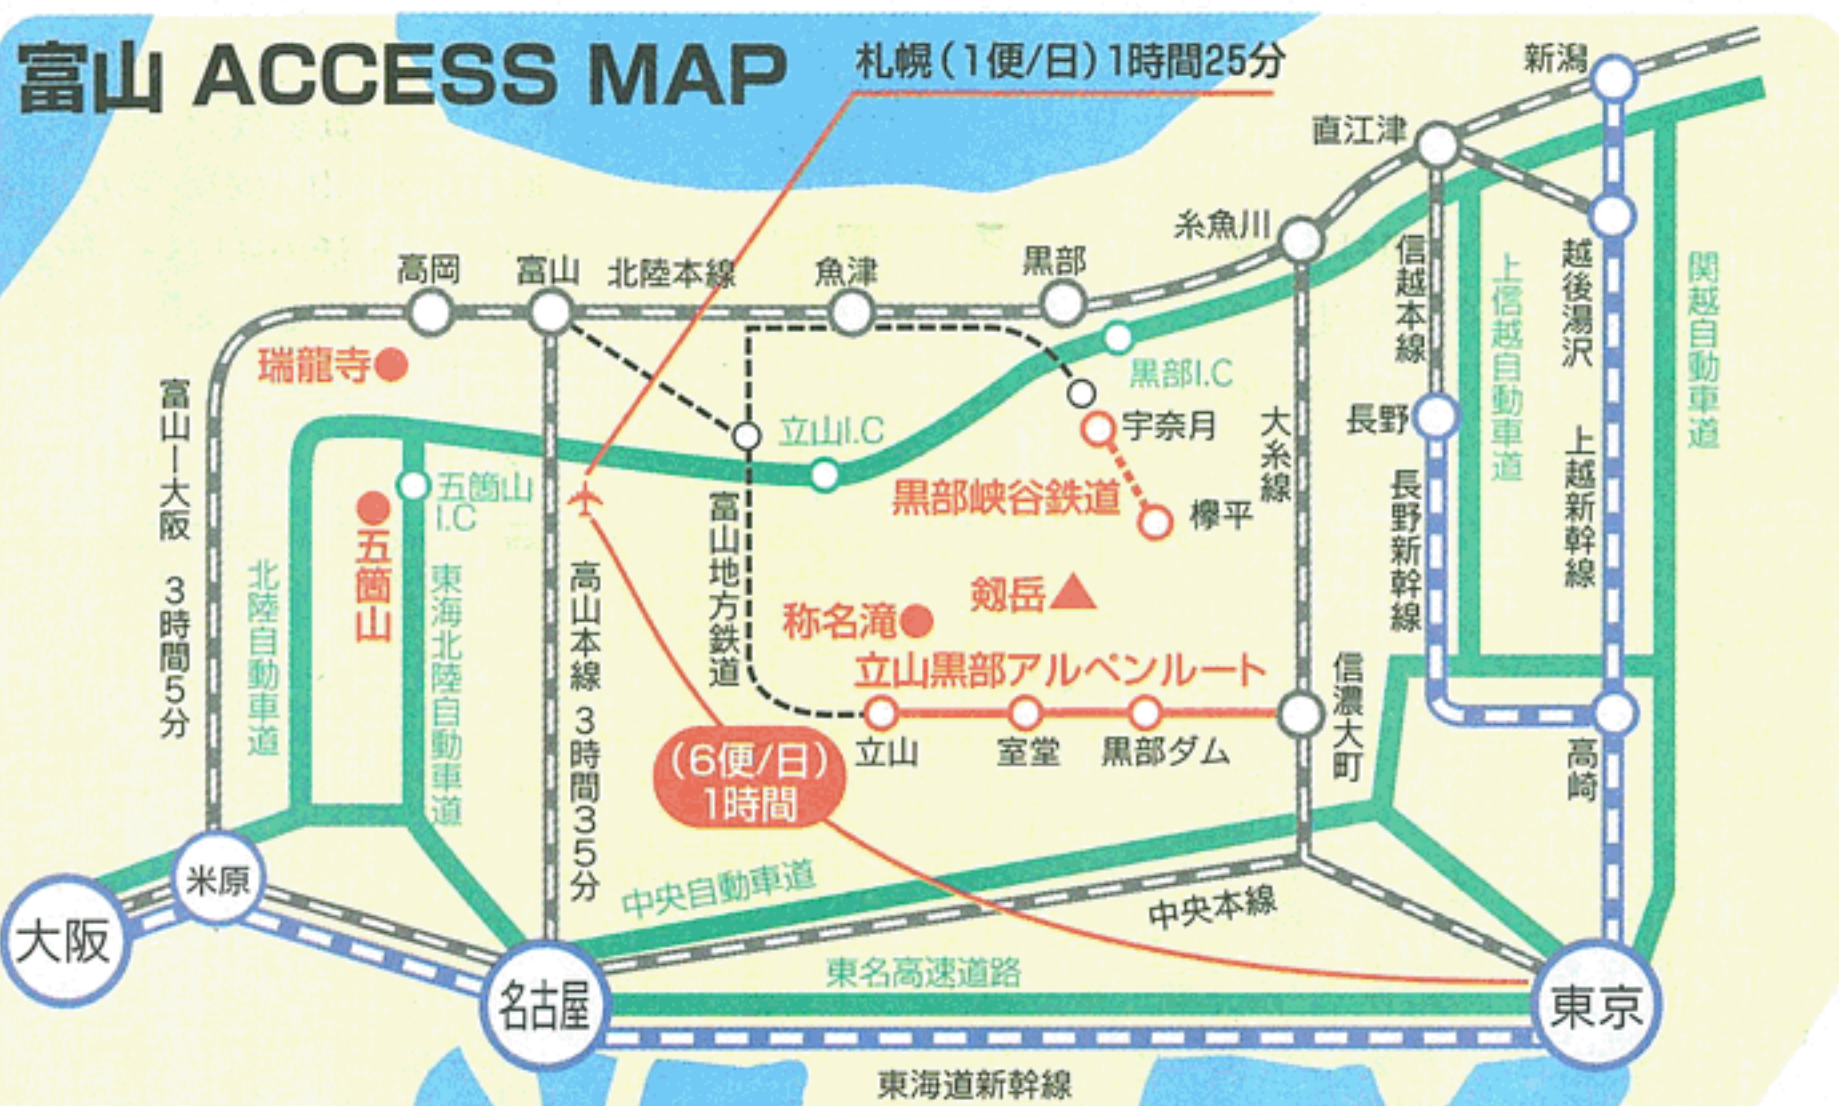 富山 ACCESS MAP
札幌(1便/日)1時間25分
新潟
直江津
糸魚川
黒部
魚津
北陸本線
富山
高岡
瑞龍寺
富山ー大阪 3時間5分
北陸自動車道
五箇山
五箇山
I.C
東海北陸自動車道
高山本線 3時間35分
富山地方鉄道
立山I.C
黒部I.C
宇奈月
黒部峡谷鉄道
欅平
剱岳
称名滝
立山黒部アルペンルート
立山
室堂
黒部ダム
大糸線
信濃大町
信越本線
長野
長野新幹線
上信越自動車道
越後湯沢
上越新幹線
関越自動車道
高崎
(6便/日)
1時間
米原
大阪
名古屋
中央自動車道
中央本線
東名高速道路
東京
東海道新幹線